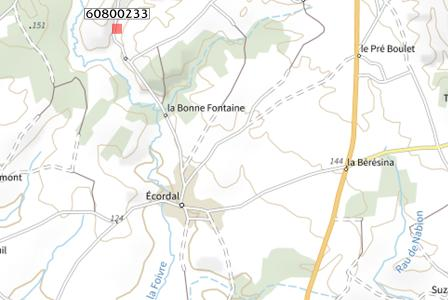 60800233
151
le Pré Boulet
la Bonne Fontaine
T
144
la Bérésina
mont
Écordal
124
uil
la Foivre
Rau de Nabion
Suz